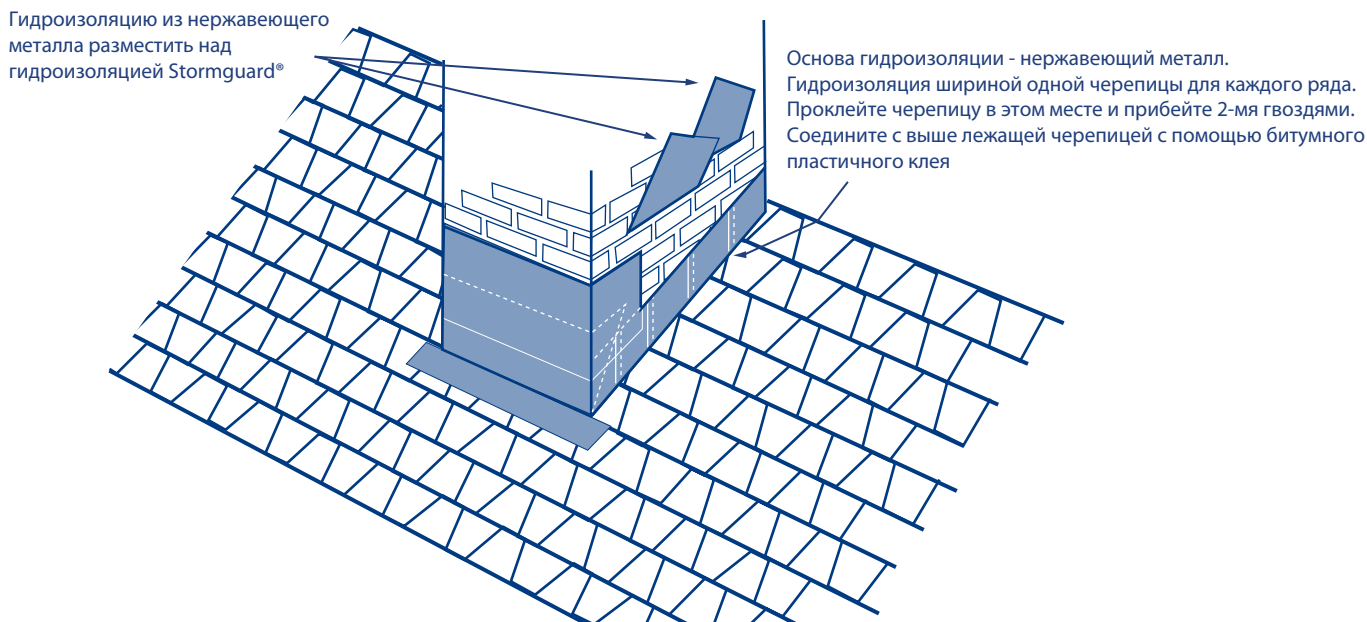 Гидроизоляцию из нержавеющего
металла разместить над
гидроизоляцией Stormguard®
Основа гидроизоляции - нержавеющий металл.
Гидроизоляция шириной одной черепицы для каждого ряда.
Проклейте черепицу в этом месте и прибейте 2-мя гвоздями.
Соедините с выше лежащей черепицей с помощью битумного
пластичного клея